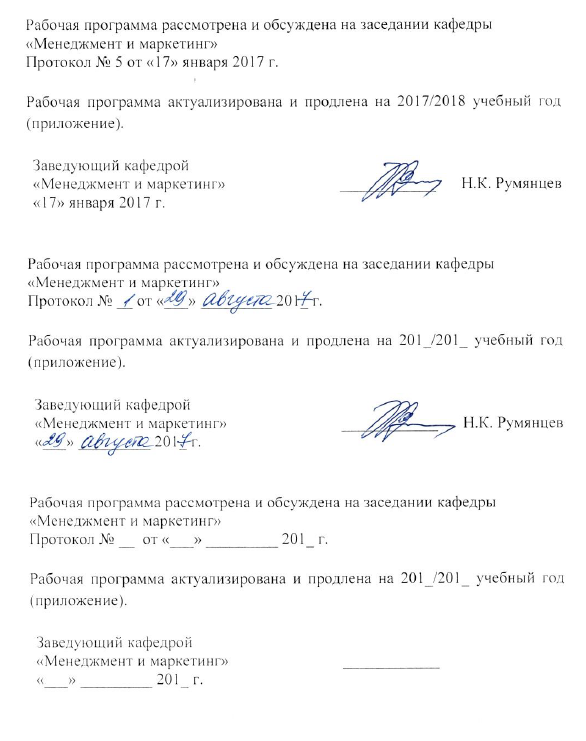 Рабочая программа рассмотрена и обсуждена на заседании кафедры
«Менеджмент и маркетинг»
Протокол № 5 от «17» января 2017 г.
Рабочая программа актуализирована и продлена на 2017/2018 учебный год
(приложение).
Заведующий кафедрой
«Менеджмент и маркетинг» ____________ Н.К. Румянцев
«17» января 2017 г.
Рабочая программа рассмотрена и обсуждена на заседании кафедры
«Менеджмент и маркетинг»
Протокол № 1 от «29» августа 2017 г.
Рабочая программа актуализирована и продлена на 201_/201_ учебный год
(приложение).
Заведующий кафедрой
«Менеджмент и маркетинг» ____________ Н.К. Румянцев
«29» августа 2017 г.
Рабочая программа рассмотрена и обсуждена на заседании кафедры
«Менеджмент и маркетинг»
Протокол № __ от «___» _________ 201_ г.
Рабочая программа актуализирована и продлена на 201_/201_ учебный год
(приложение).
Заведующий кафедрой
«Менеджмент и маркетинг» ____________
«___» _________ 201_ г.